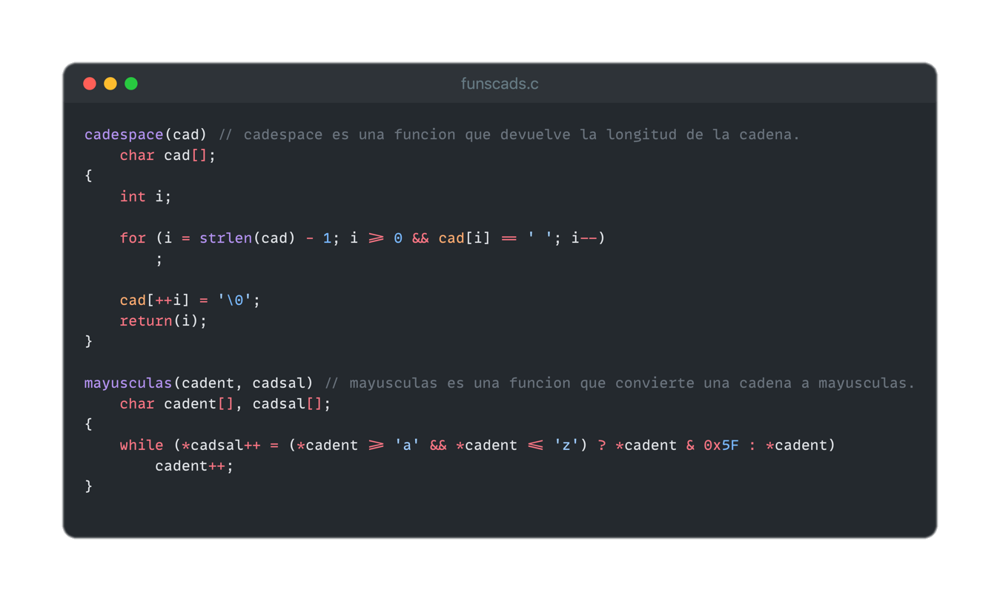 funscads.c
cadespace(cad) // cadespace es una funcion que devuelve la longitud de la cadena.
    char cad[];
{
    int i;
    for (i = strlen(cad) - 1; i >= 0 && cad[i] == ' '; i--)
        ;
    cad[++i] = '\0';
    return(i);
}
mayusculas(cadent, cadsal) // mayusculas es una funcion que convierte una cadena a mayusculas.
    char cadent[], cadsal[];
{
    while (*cadsal++ = (*cadent >= 'a' && *cadent <= 'z') ? *cadent & 0x5F : *cadent)
        cadent++;
}